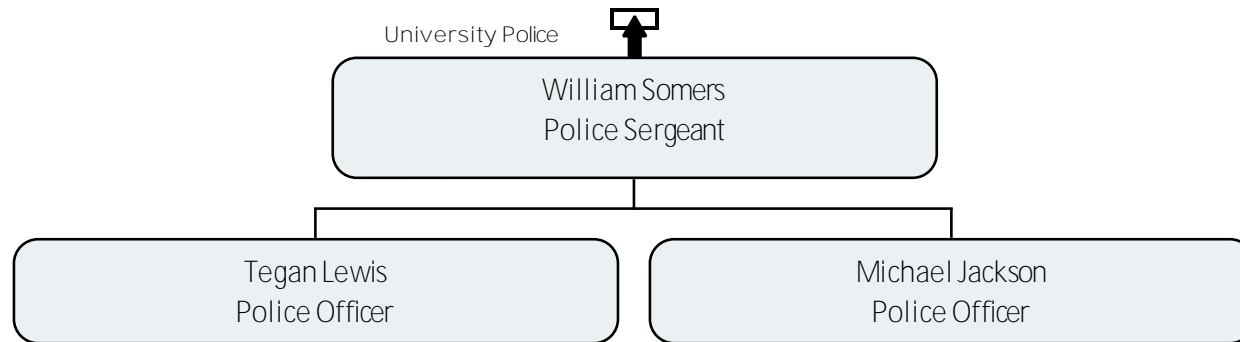 University Police
William Somers
Police Sergeant
Tegan Lewis
Police Officer
Michael Jackson
Police Officer